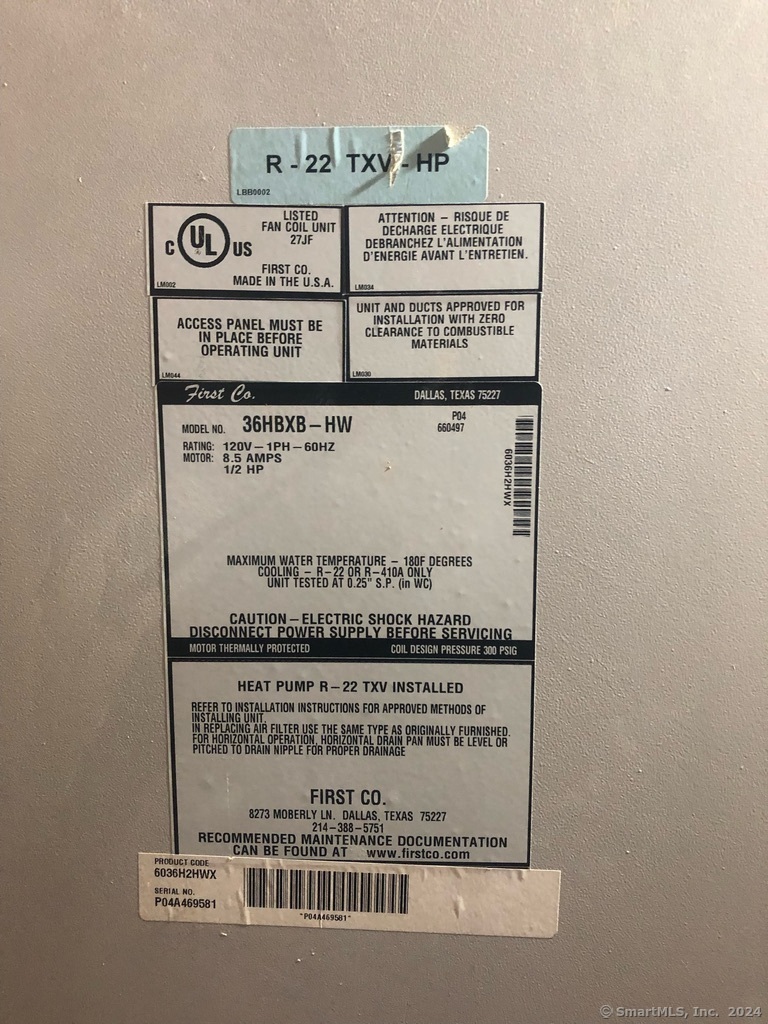 R - 22 TXV - HP
LBB0002
C UL US
LISTED
FAN COIL UNIT
27JF
FIRST CO.
MADE IN THE U.S.A.
LM002
ATTENTION – RISQUE DE
DECHARGE ELECTRIQUE
DEBRANCHEZ L'ALIMENTATION
D'ENERGIE AVANT L'ENTRETIEN.
LM034
ACCESS PANEL MUST BE
IN PLACE BEFORE
OPERATING UNIT
LM044
UNIT AND DUCTS APPROVED FOR
INSTALLATION WITH ZERO
CLEARANCE TO COMBUSTIBLE
MATERIALS
LM030
First Co. DALLAS, TEXAS 75227
MODEL NO. 36HBXB – HW
P04
660497
RATING: 120V – 1PH – 60HZ
MOTOR: 8.5 AMPS
1/2 HP
6036H2HWX
MAXIMUM WATER TEMPERATURE – 180F DEGREES
COOLING – R-22 OR R-410A ONLY
UNIT TESTED AT 0.25" S.P. (in WC)
CAUTION – ELECTRIC SHOCK HAZARD
DISCONNECT POWER SUPPLY BEFORE SERVICING
MOTOR THERMALLY PROTECTED COIL DESIGN PRESSURE 300 PSIG
HEAT PUMP R – 22 TXV INSTALLED
REFER TO INSTALLATION INSTRUCTIONS FOR APPROVED METHODS OF
INSTALLING UNIT.
IN REPLACING AIR FILTER USE THE SAME TYPE AS ORIGINALLY FURNISHED.
FOR HORIZONTAL OPERATION, HORIZONTAL DRAIN PAN MUST BE LEVEL OR
PITCHED TO DRAIN NIPPLE FOR PROPER DRAINAGE
FIRST CO.
8273 MOBERLY LN. DALLAS, TEXAS 75227
214-388-5751
RECOMMENDED MAINTENANCE DOCUMENTATION
CAN BE FOUND AT www.firstco.com
PRODUCT CODE
6036H2HWX
SERIAL NO.
P04A469581
"P04A469581"
© SmartMLS, Inc. 2024